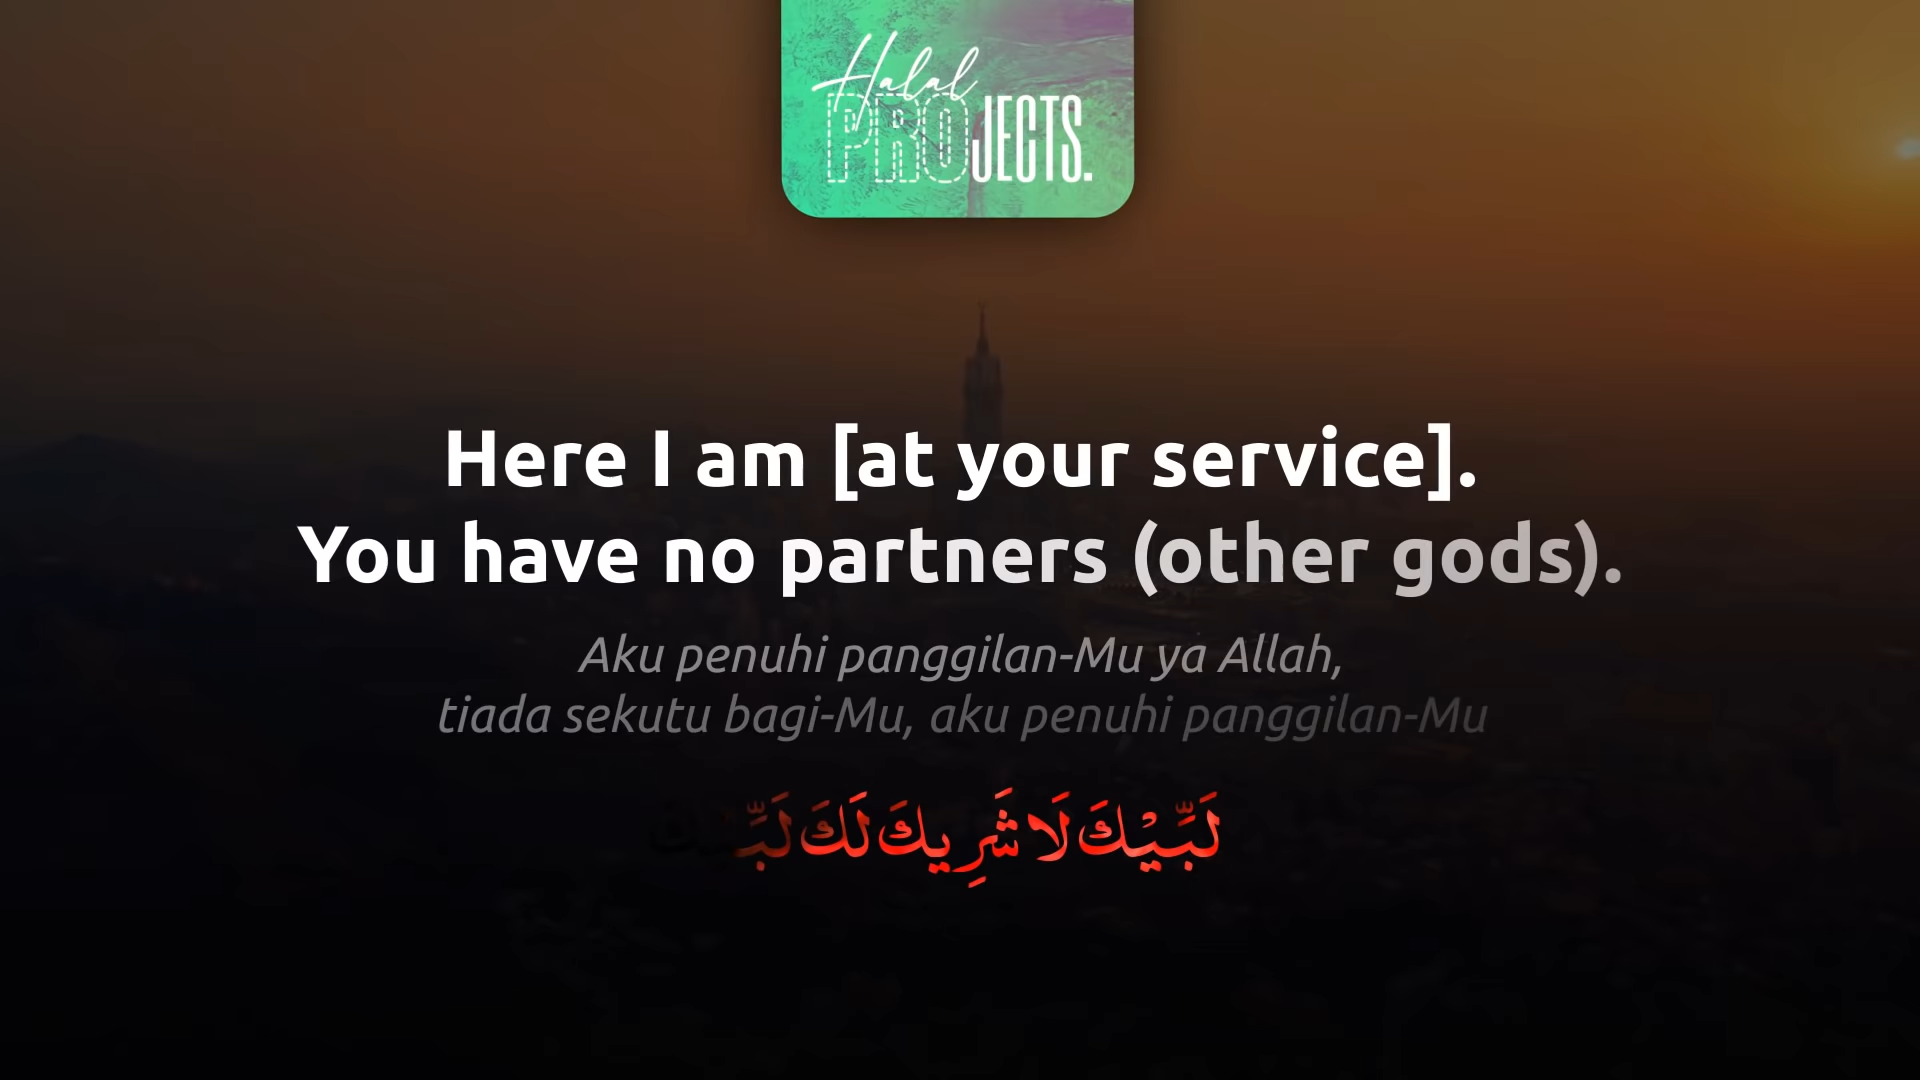 Halal
PROJECTS.
Here I am [at your service].
You have no partners (other gods).
Aku penuhi panggilan-Mu ya Allah,
tiada sekutu bagi-Mu, aku penuhi panggilan-Mu
لَبِّيْكَ لَا شَرِيكَ لَكَ لَبِّيْكَ